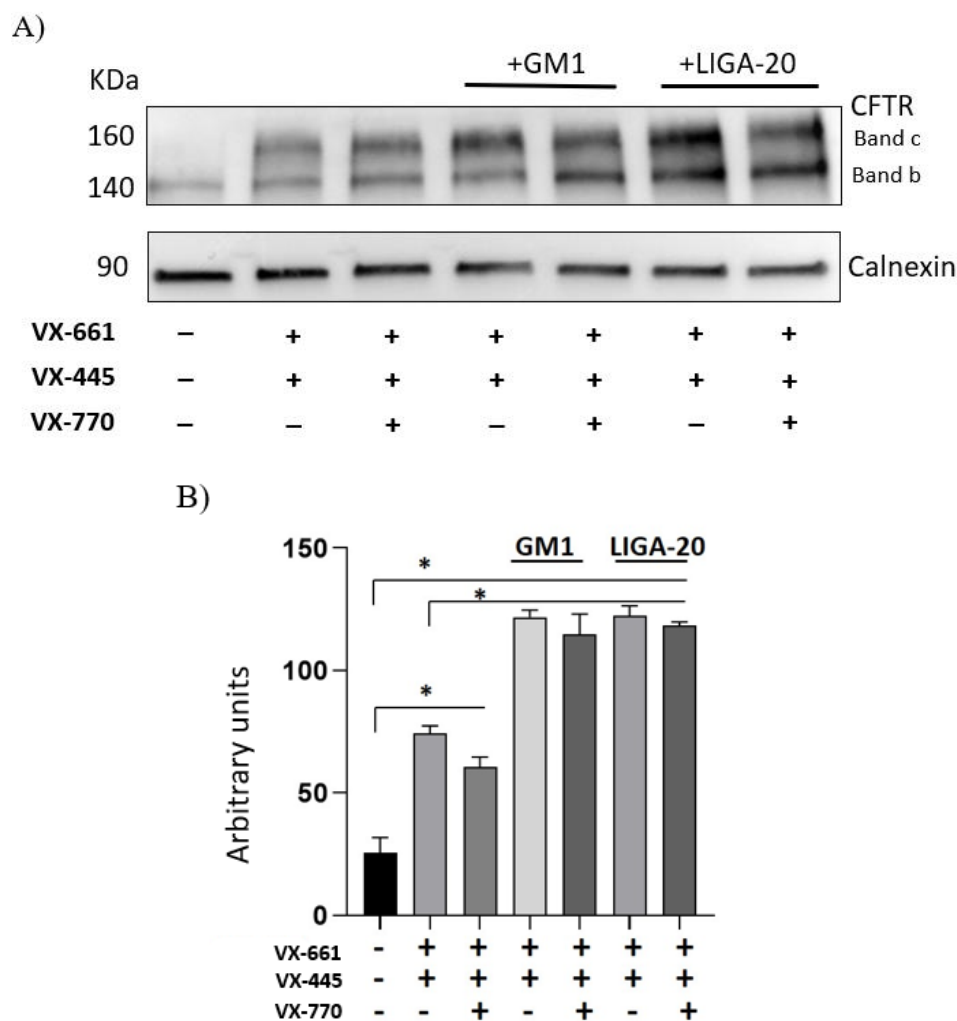 A)
KDa +GM1 +LIGA-20
CFTR
160 Band c
140 Band b
90 Calnexin
VX-661 – + + + + + +
VX-445 – + + + + + +
VX-770 – – + – + – +
B)
150 GM1 LIGA-20
*
*
100
*
50
0
Arbitrary units
VX-661 - + + + + + +
VX-445 - + + + + + +
VX-770 - - + - + - +